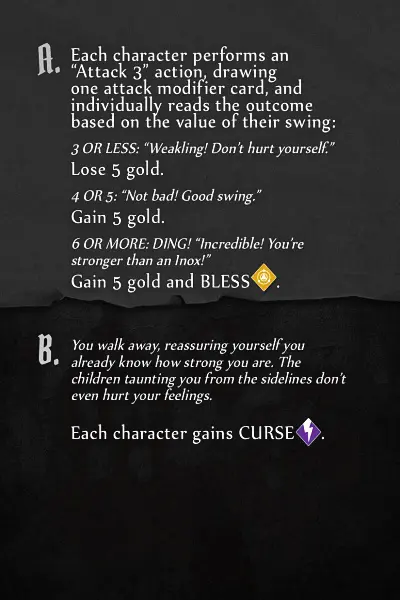 A. Each character performs an
“Attack 3” action, drawing
one attack modifier card, and
individually reads the outcome
based on the value of their swing:
3 OR LESS: “Weakling! Don’t hurt yourself.”
Lose 5 gold.
4 OR 5: “Not bad! Good swing.”
Gain 5 gold.
6 OR MORE: DING! “Incredible! You’re
stronger than an Inox!”
Gain 5 gold and BLESS.
B. You walk away, reassuring yourself you
already know how strong you are. The
children taunting you from the sidelines don’t
even hurt your feelings.
Each character gains CURSE.